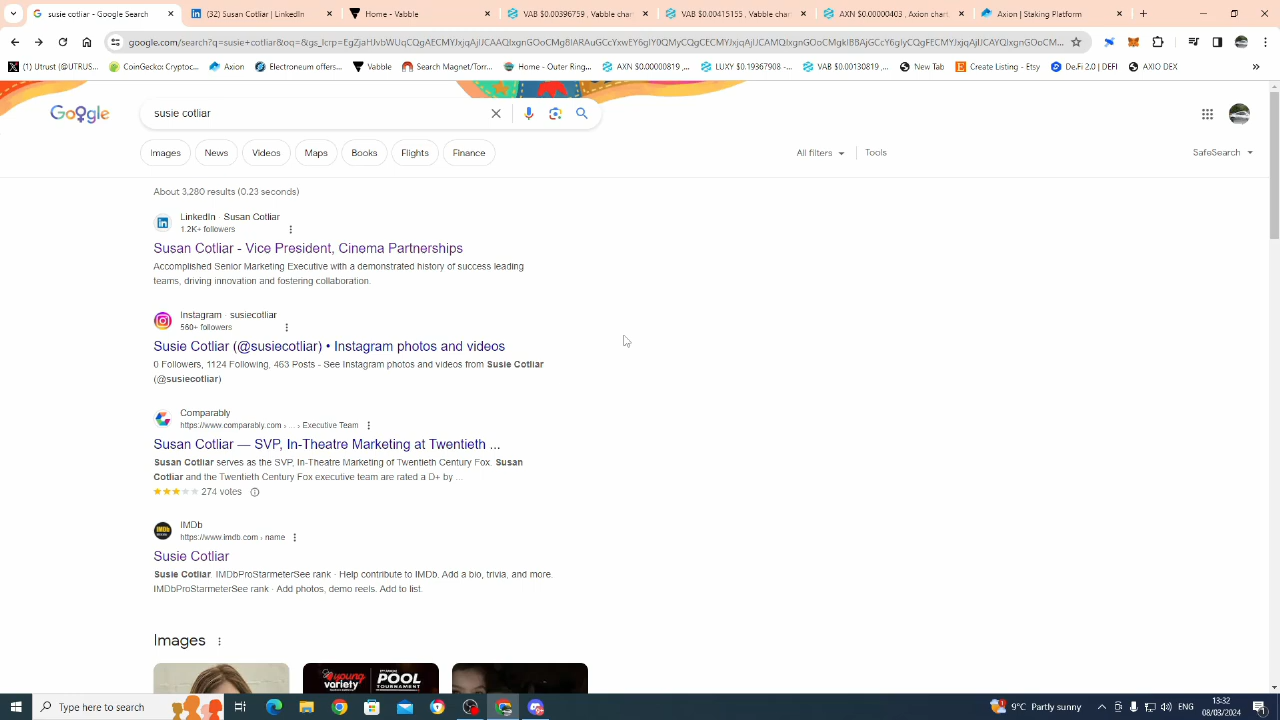 susie cotliar - Google Search
(32)
VAB $0.00396759, Vabble char
VAB $0.0415155, Vabble chart
AXN $0.00000403, Axion chart
Axion | Staking Platform
(1) Utrust (@UTRUS...
CoinGecko: Cryptoc...
Axion
Electroneum offers...
Vabble
Search Magnet/Torr...
Home - Outer Ring...
AXN $0.00000819 ...
LUXY $0.19367908 -...
VAB $0.00130819 ...
New Tab
Create Listing - Etsy
DeFi 2.0 | DEFI
AXIO DEX
Google
susie cotliar
Images
News
Videos
Maps
Books
Flights
Finance
All filters
Tools
SafeSearch
About 3,280 results (0.23 seconds)
LinkedIn · Susan Cotliar
1.2K+ followers
Susan Cotliar - Vice President, Cinema Partnerships
Accomplished Senior Marketing Executive with a demonstrated history of success leading
teams, driving innovation and fostering collaboration.
Instagram · susiecotliar
560+ followers
Susie Cotliar (@susiecotliar) • Instagram photos and videos
0 Followers, 1124 Following, 463 Posts - See Instagram photos and videos from Susie Cotliar
(@susiecotliar)
Comparably
https://www.comparably.com › ... › Executive Team
Susan Cotliar — SVP, In-Theatre Marketing at Twentieth ...
Susan Cotliar serves as the SVP, In-Theatre Marketing of Twentieth Century Fox. Susan
Cotliar and the Twentieth Century Fox executive team are rated a D+ by ...
274 votes
IMDb
https://www.imdb.com › name
Susie Cotliar
Susie Cotliar. IMDbProStarmeterSee rank · Help contribute to IMDb. Add a bio, trivia, and more.
IMDbProStarmeterSee rank · Add photos, demo reels. Add to list.
Images
young
variety
POOL
TOURNAMENT
Type here to search
9°C Partly sunny
ENG
13:32
08/03/2024